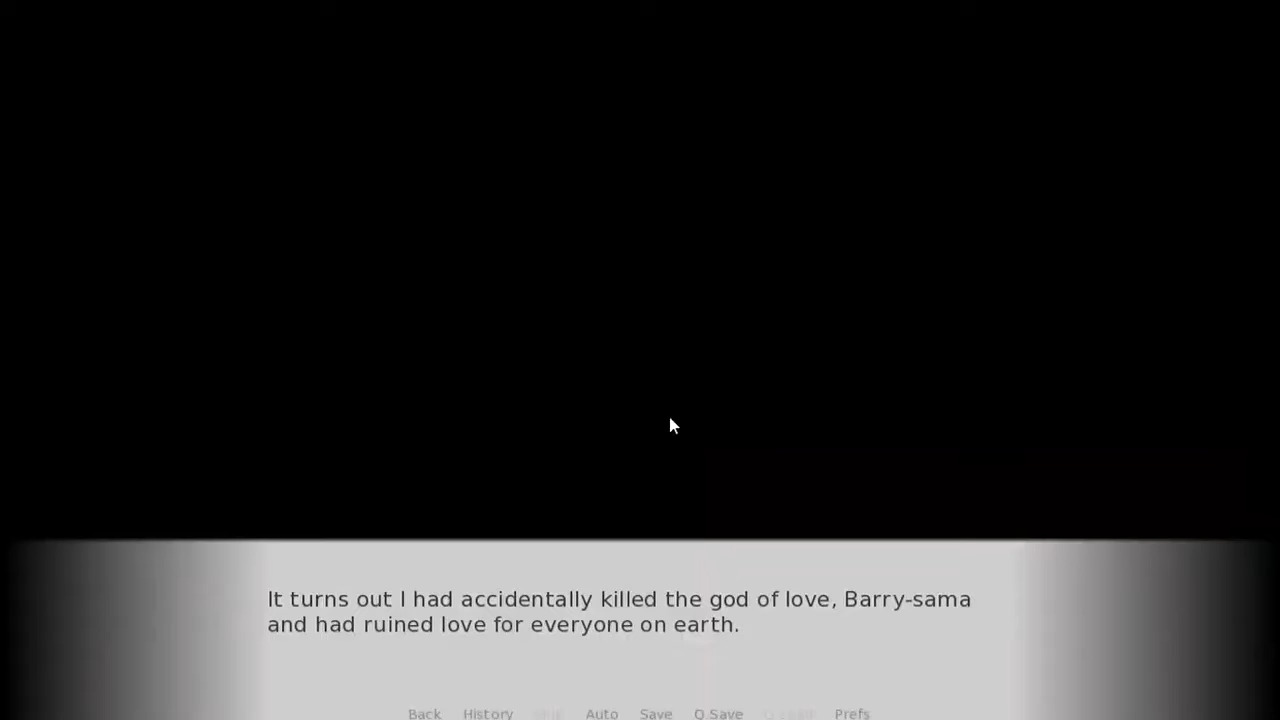 It turns out I had accidentally killed the god of love, Barry-sama
and had ruined love for everyone on earth.
Back History Auto Save Q Save Prefs